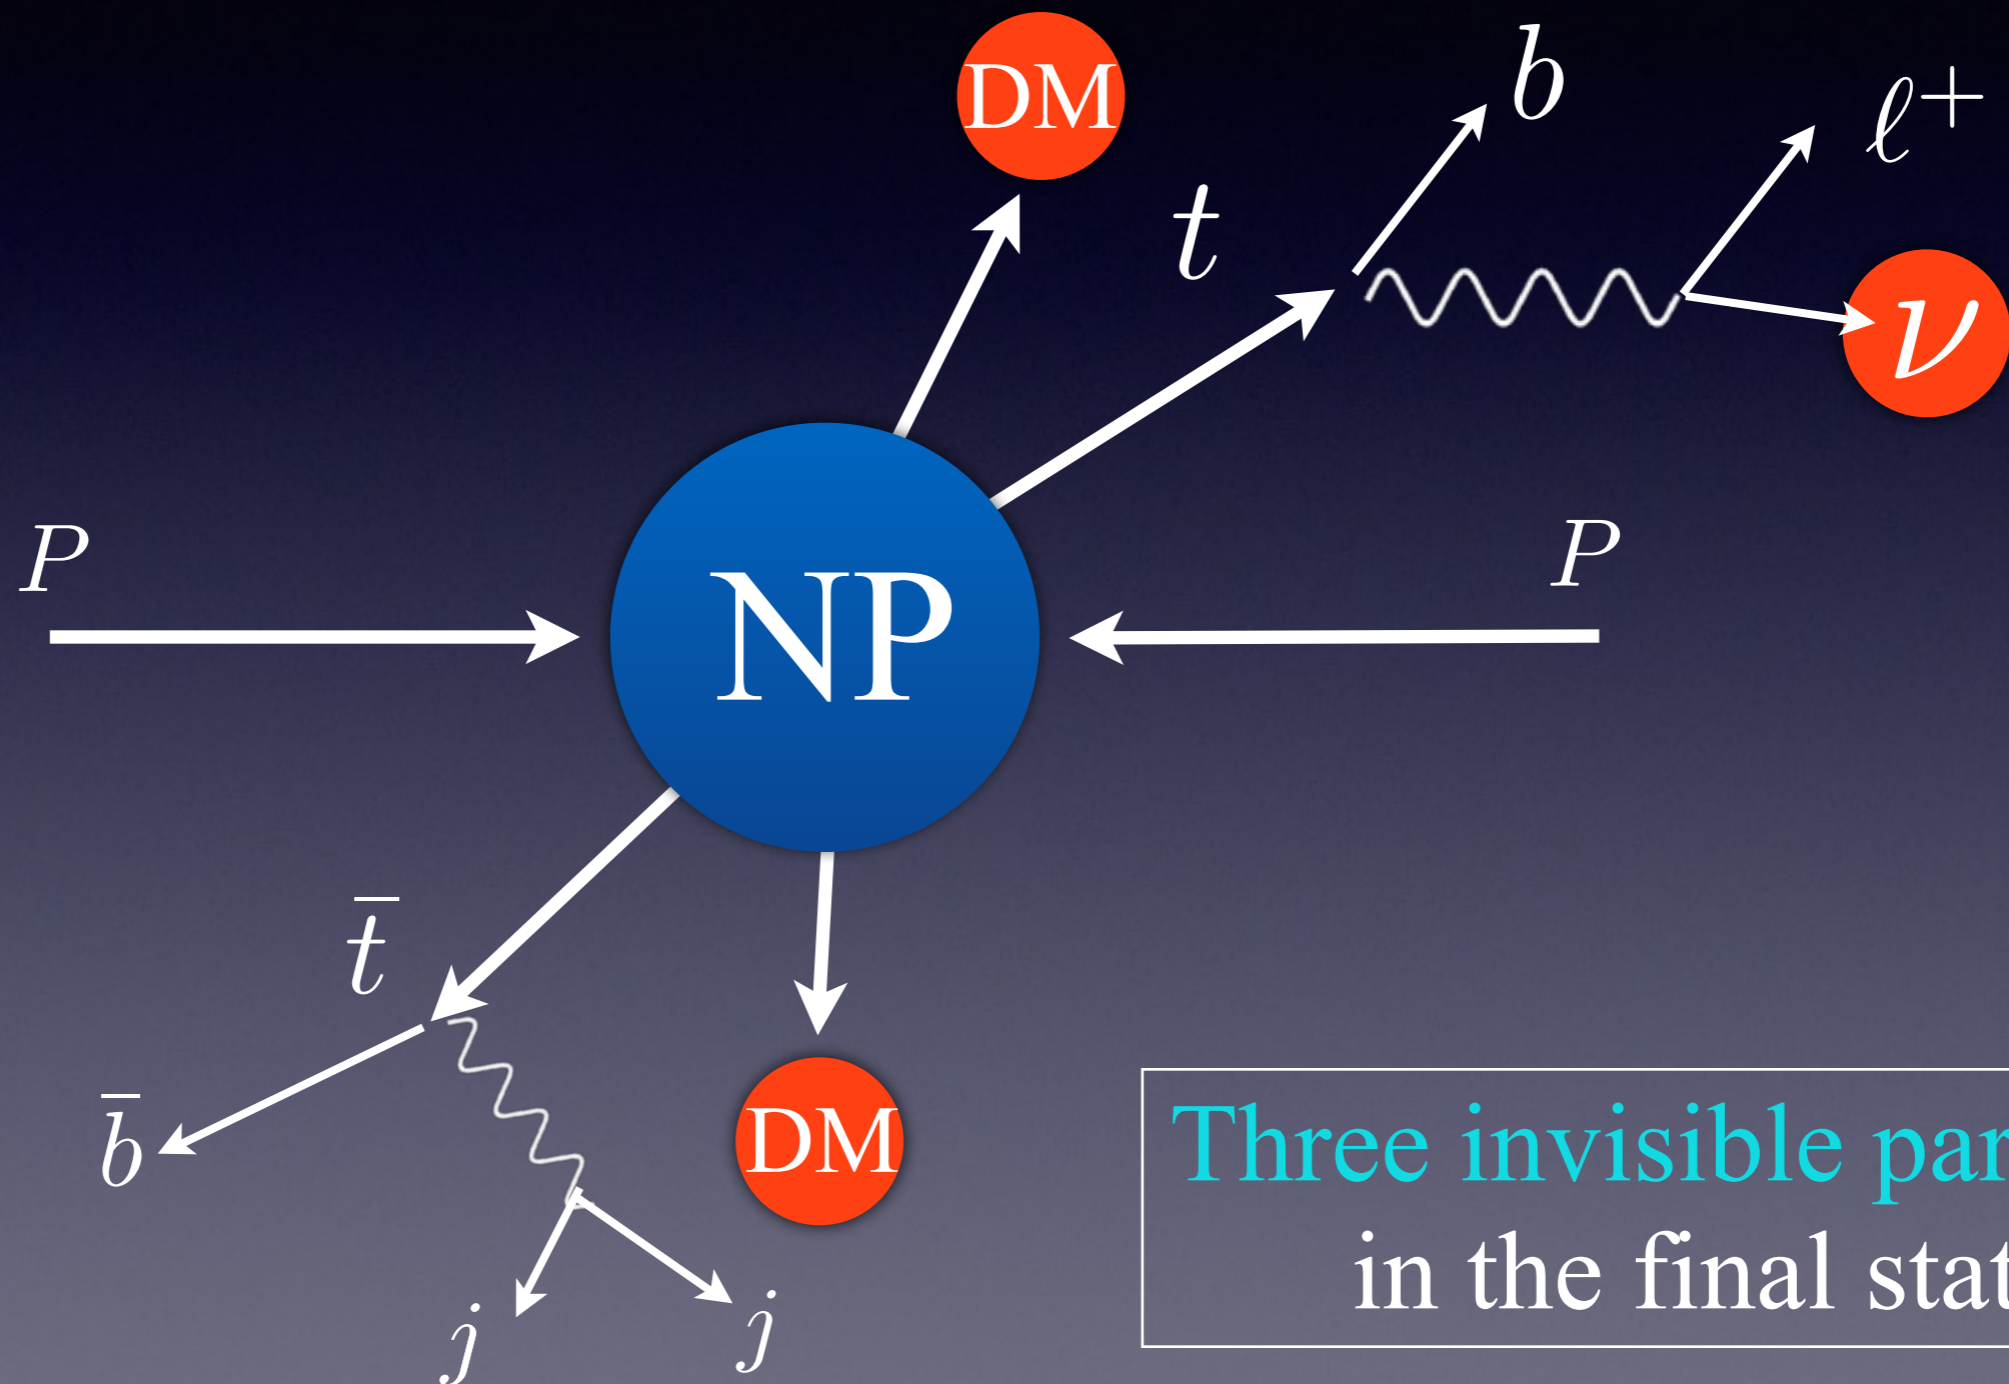 DM
b
ℓ⁺
t
ν
P
P
NP
t̄
b̄
DM
j
j
Three invisible par
in the final stat